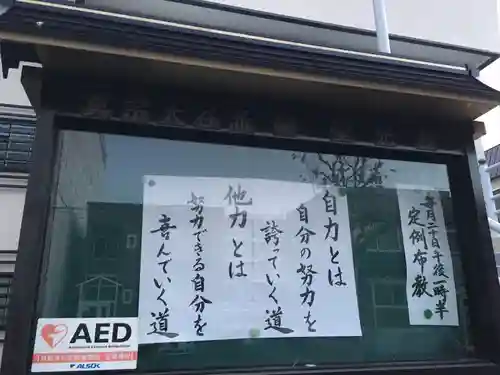 自力とは
自分の努力を
誇っていく道
他力とは
努力できる自分を
喜んでいく道
毎月二十日午後一時半
定例布教
AED
ALSOK